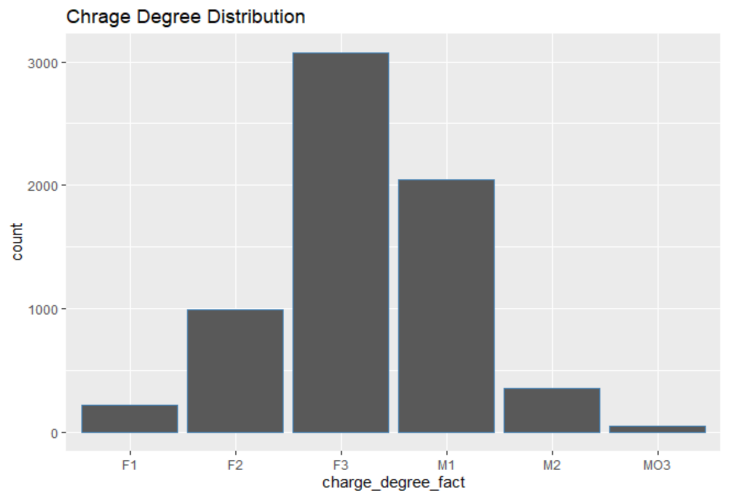 Chrage Degree Distribution
3000
2000
1000
0
count
F1 F2 F3 M1 M2 MO3
charge_degree_fact